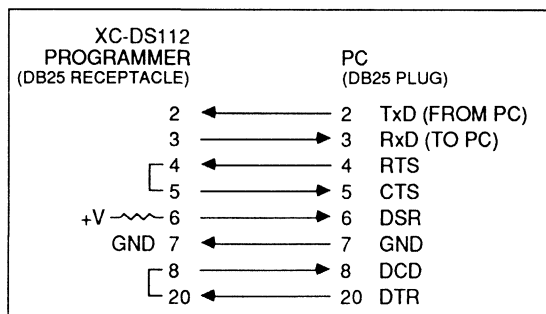 XC-DS112
PROGRAMMER PC
(DB25 RECEPTACLE) (DB25 PLUG)
2 2 TxD (FROM PC)
3 3 RxD (TO PC)
4 4 RTS
5 5 CTS
+V 6 6 DSR
GND 7 7 GND
8 8 DCD
20 20 DTR